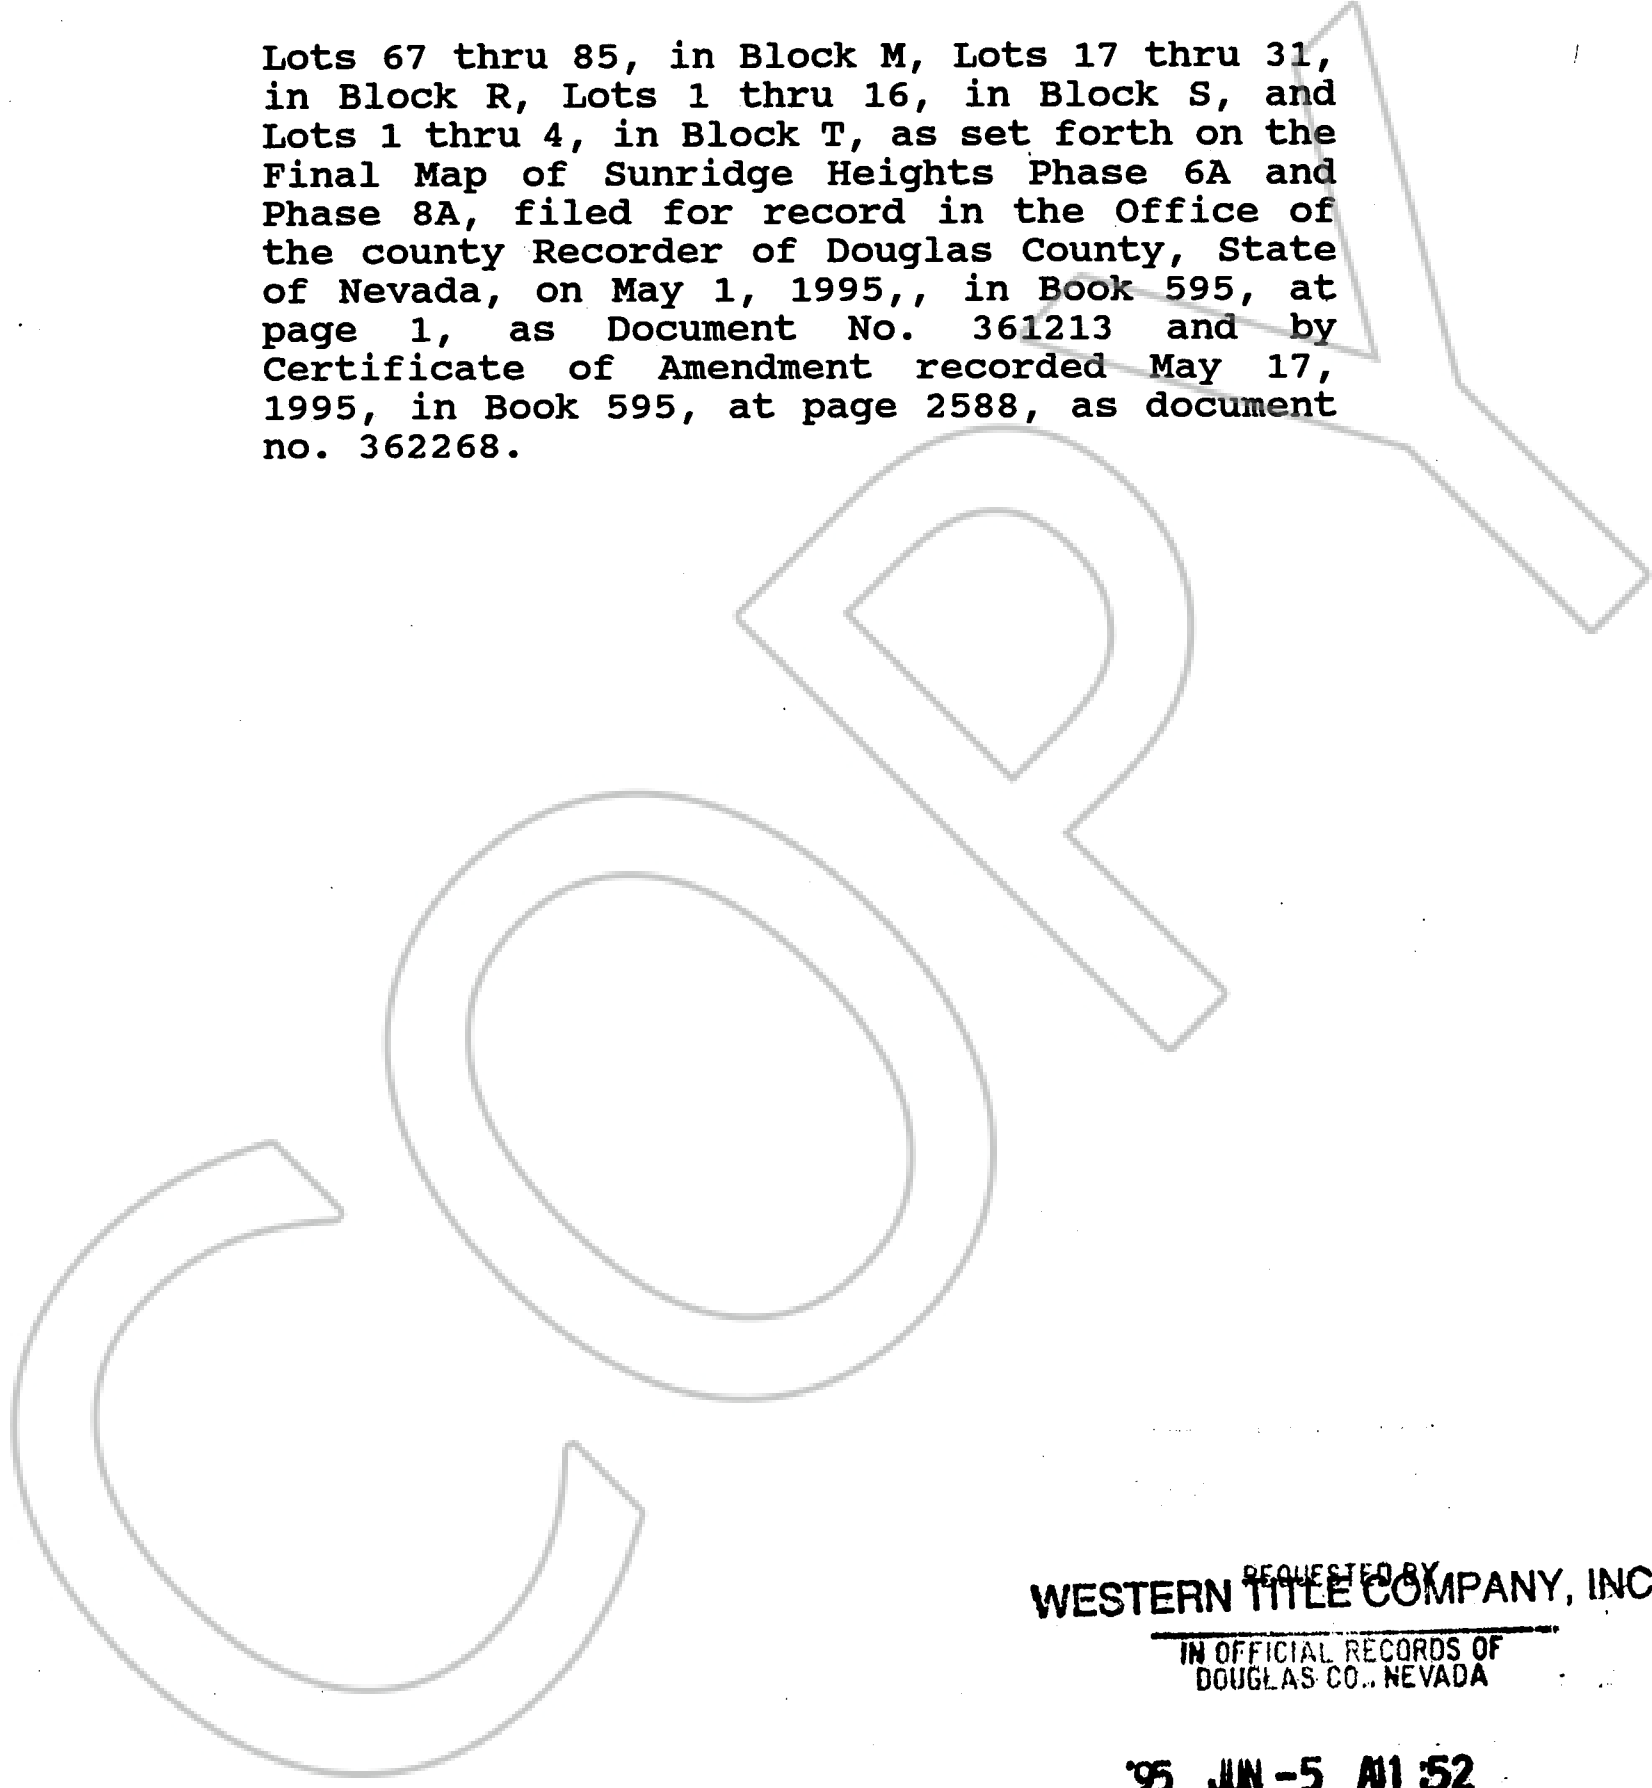 Lots 67 thru 85, in Block M, Lots 17 thru 31,
in Block R, Lots 1 thru 16, in Block S, and
Lots 1 thru 4, in Block T, as set forth on the
Final Map of Sunridge Heights Phase 6A and
Phase 8A, filed for record in the Office of
the county Recorder of Douglas County, State
of Nevada, on May 1, 1995,, in Book 595, at
page 1, as Document No. 361213 and by
Certificate of Amendment recorded May 17,
1995, in Book 595, at page 2588, as document
no. 362268.
COPY
REQUESTED BY
WESTERN TITLE COMPANY, INC
IN OFFICIAL RECORDS OF
DOUGLAS CO., NEVADA
'95 JUN -5 A11:52